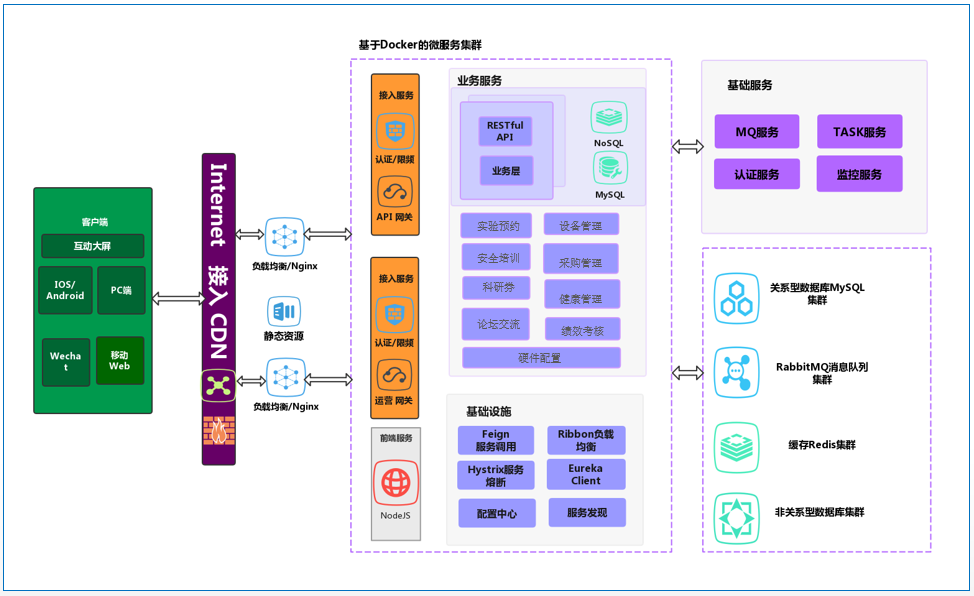 基于Docker的微服务集群
客户端
互动大屏
IOS/
Android
PC端
Wecha
t
移动
Web
Internet 接入 CDN
负载均衡/Nginx
静态资源
负载均衡/Nginx
接入服务
认证/限频
API 网关
接入服务
认证/限频
运营 网关
前端服务
NodeJS
业务服务
RESTful
API
业务层
NoSQL
MySQL
实验预约
设备管理
安全培训
采购管理
科研券
健康管理
论坛交流
绩效考核
硬件配置
基础设施
Feign
服务调用
Ribbon负载
均衡
Hystrix服务
熔断
Eureka
Client
配置中心
服务发现
基础服务
MQ服务
TASK服务
认证服务
监控服务
关系型数据库MySQL
集群
RabbitMQ消息队列
集群
缓存Redis集群
非关系型数据库集群